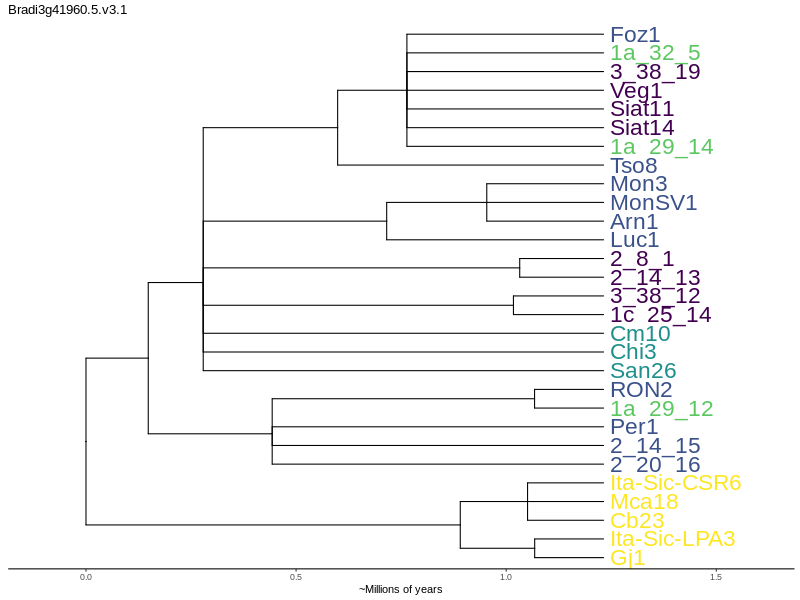 Bradi3g41960.5.v3.1
Foz1
1a_32_5
3_38_19
Veg1
Siat11
Siat14
1a_29_14
Tso8
Mon3
MonSV1
Arn1
Luc1
2_8_1
2_14_13
3_38_12
1c_25_14
Cm10
Chi3
San26
RON2
1a_29_12
Per1
2_14_15
2_20_16
Ita-Sic-CSR6
Mca18
Cb23
Ita-Sic-LPA3
Gj1
0.0 0.5 1.0 1.5
~Millions of years